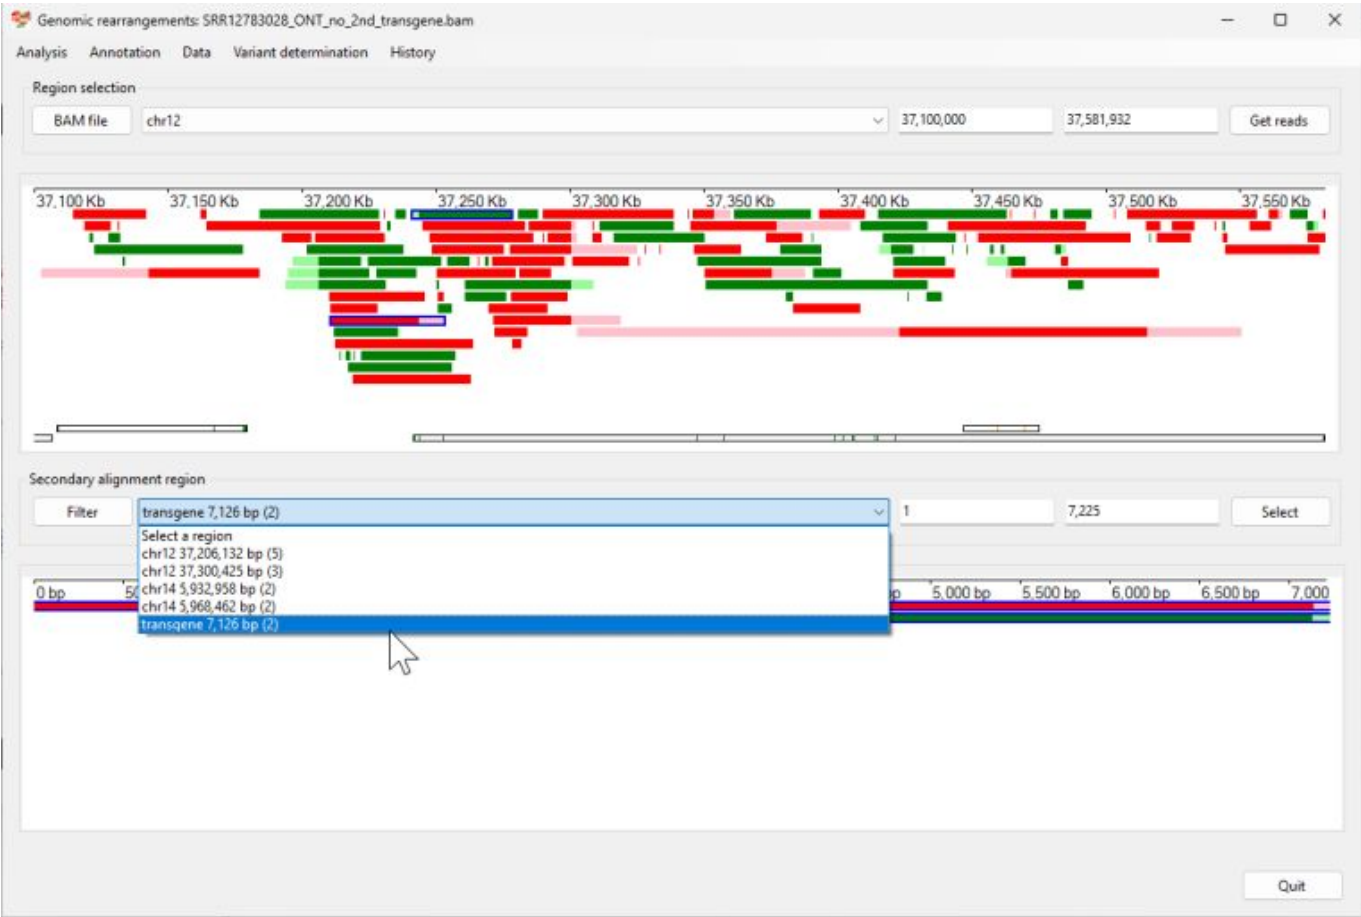 Genomic rearrangements: SRR12783028_ONT_no_2nd_transgene.bam
Analysis Annotation Data Variant determination History
Region selection
BAM file chr12 37,100,000 37,581,932 Get reads
37,100 Kb 37,150 Kb 37,200 Kb 37,250 Kb 37,300 Kb 37,350 Kb 37,400 Kb 37,450 Kb 37,500 Kb 37,550 Kb
Secondary alignment region
Filter transgene 7,126 bp (2) 1 7,225 Select
Select a region
chr12 37,206,132 bp (5)
chr12 37,300,425 bp (3)
chr14 5,932,958 bp (2)
chr14 5,968,462 bp (2)
transgene 7,126 bp (2)
0 bp 5,000 bp 5,500 bp 6,000 bp 6,500 bp 7,000
Quit